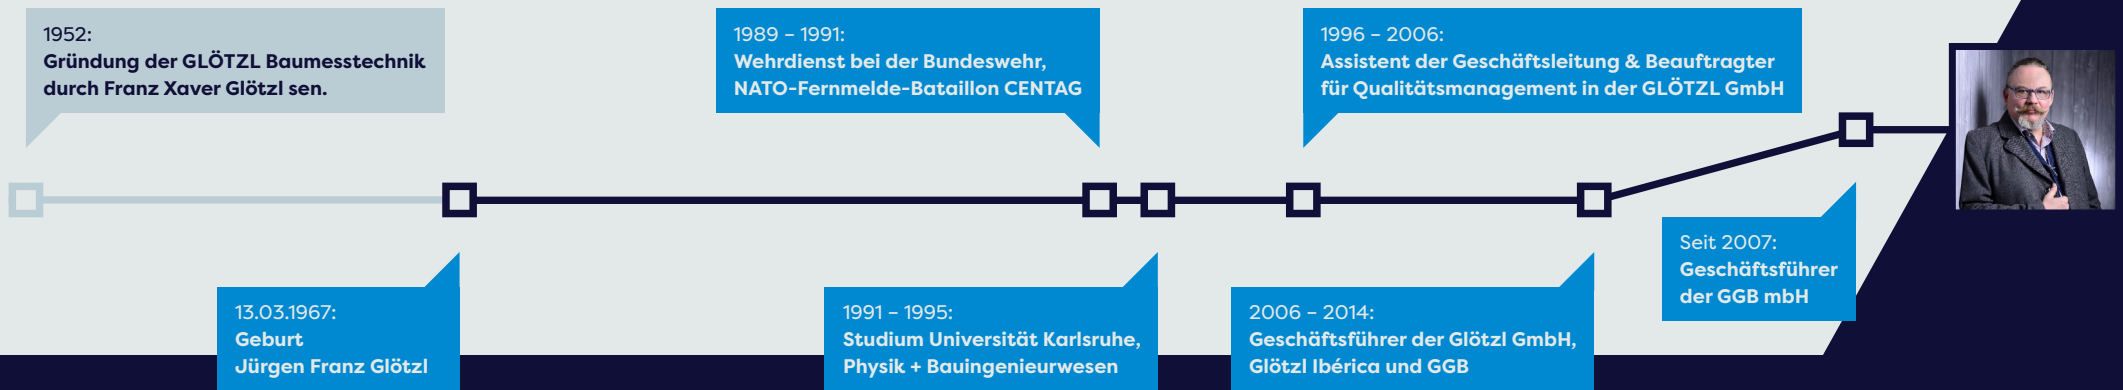 1952:
Gründung der GLÖTZL Baumesstechnik
durch Franz Xaver Glötzl sen.
13.03.1967:
Geburt
Jürgen Franz Glötzl
1989 – 1991:
Wehrdienst bei der Bundeswehr,
NATO-Fernmelde-Bataillon CENTAG
1991 – 1995:
Studium Universität Karlsruhe,
Physik + Bauingenieurwesen
1996 – 2006:
Assistent der Geschäftsleitung & Beauftragter
für Qualitätsmanagement in der GLÖTZL GmbH
2006 – 2014:
Geschäftsführer der Glötzl GmbH,
Glötzl Ibérica und GGB
Seit 2007:
Geschäftsführer
der GGB mbH